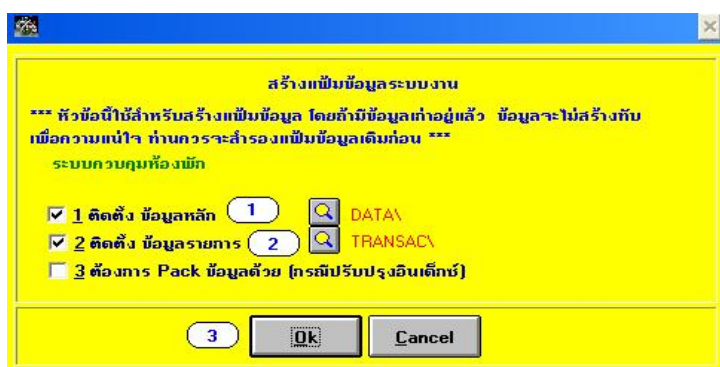 สร้างแฟ้มข้อมูลระบบงาน
*** หัวข้อนี้ใช้สำหรับสร้างแฟ้มข้อมูล โดยถ้ามีข้อมูลเก่าอยู่แล้ว ข้อมูลจะไม่สร้างทับ
เพื่อความแน่ใจ ท่านควรจะสำรองแฟ้มข้อมูลเดิมก่อน ***
ระบบควบคุมห้องพัก
1 ติดตั้ง ข้อมูลหลัก 1 DATA\
2 ติดตั้ง ข้อมูลรายการ 2 TRANSAC\
3 ต้องการ Pack ข้อมูลด้วย (กรณีปรับปรุงอินเด็กซ์)
3 Ok Cancel